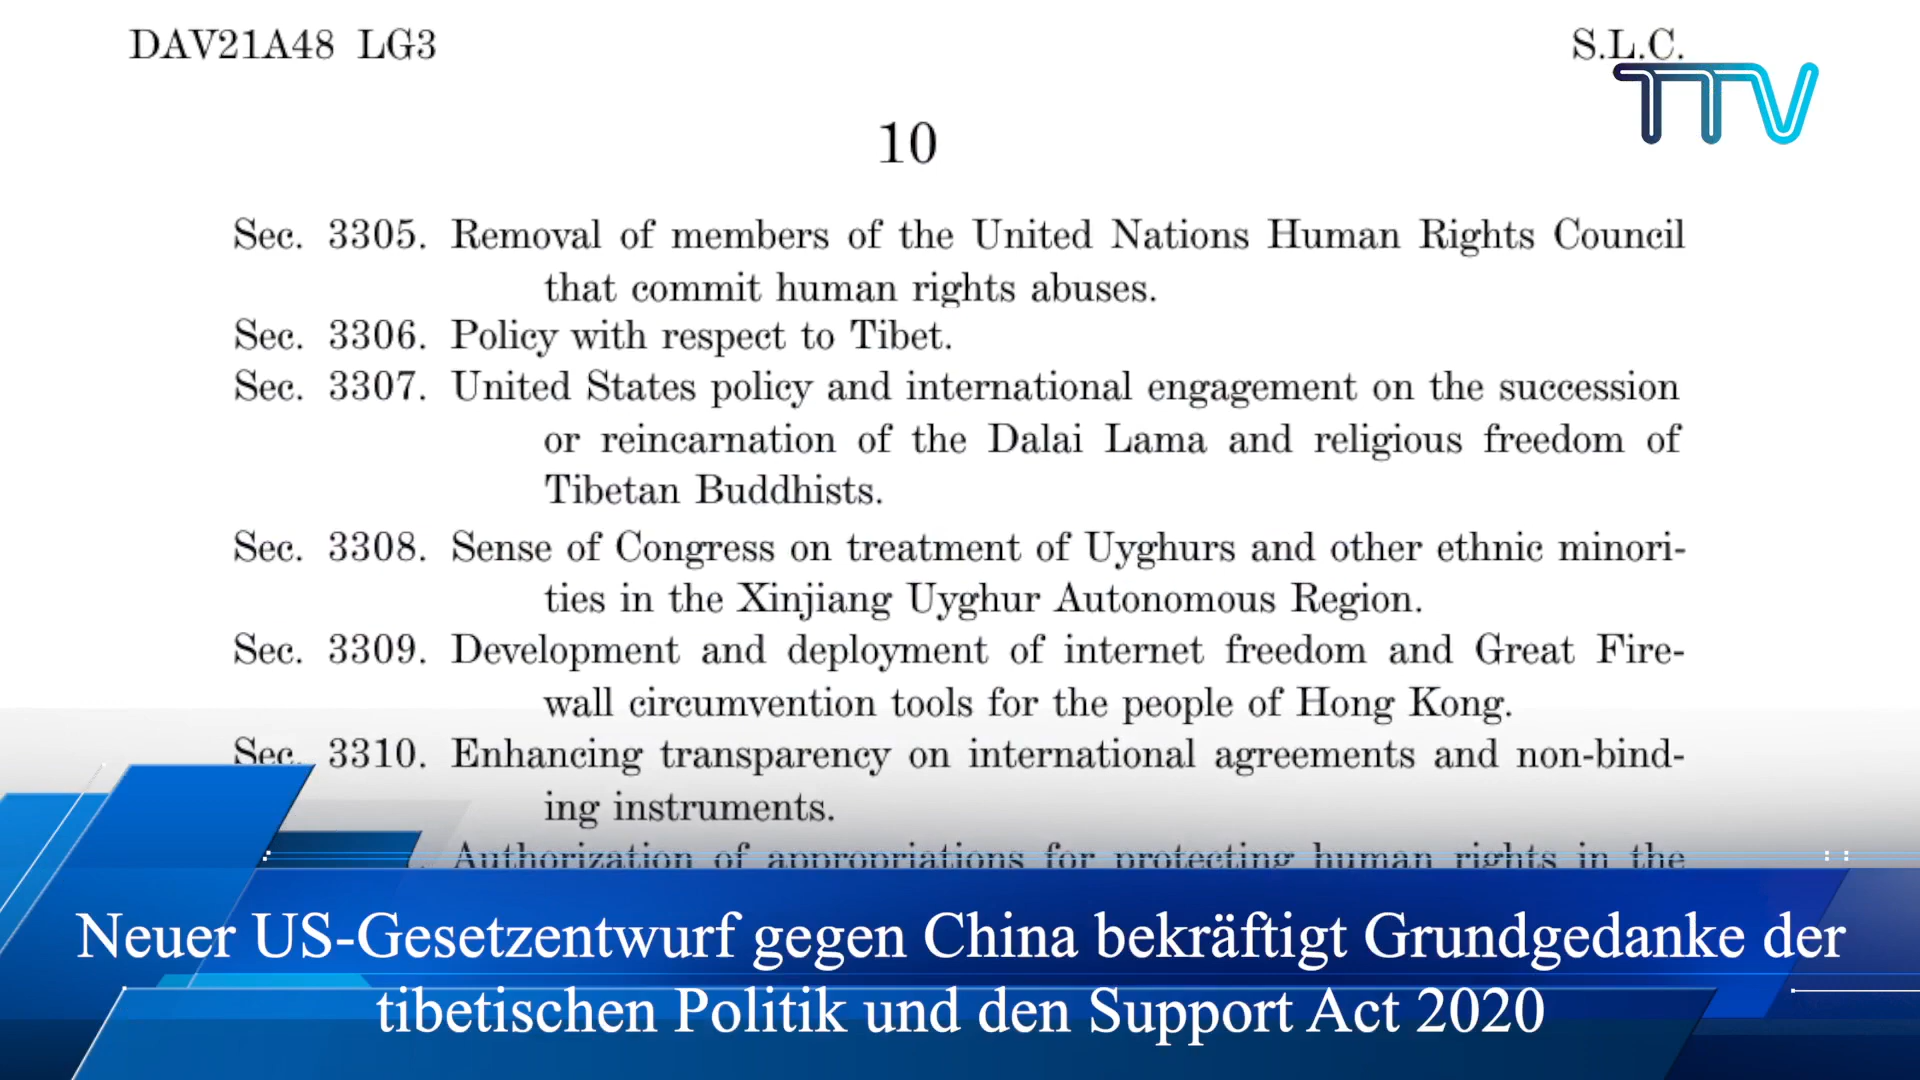 DAV21A48 LG3
S.L.C.
TTV
10
Sec. 3305. Removal of members of the United Nations Human Rights Council
that commit human rights abuses.
Sec. 3306. Policy with respect to Tibet.
Sec. 3307. United States policy and international engagement on the succession
or reincarnation of the Dalai Lama and religious freedom of
Tibetan Buddhists.
Sec. 3308. Sense of Congress on treatment of Uyghurs and other ethnic minori-
ties in the Xinjiang Uyghur Autonomous Region.
Sec. 3309. Development and deployment of internet freedom and Great Fire-
wall circumvention tools for the people of Hong Kong.
Sec. 3310. Enhancing transparency on international agreements and non-bind-
ing instruments.
Authorization of appropriations for protecting human rights in the
Neuer US-Gesetzentwurf gegen China bekräftigt Grundgedanke der
tibetischen Politik und den Support Act 2020